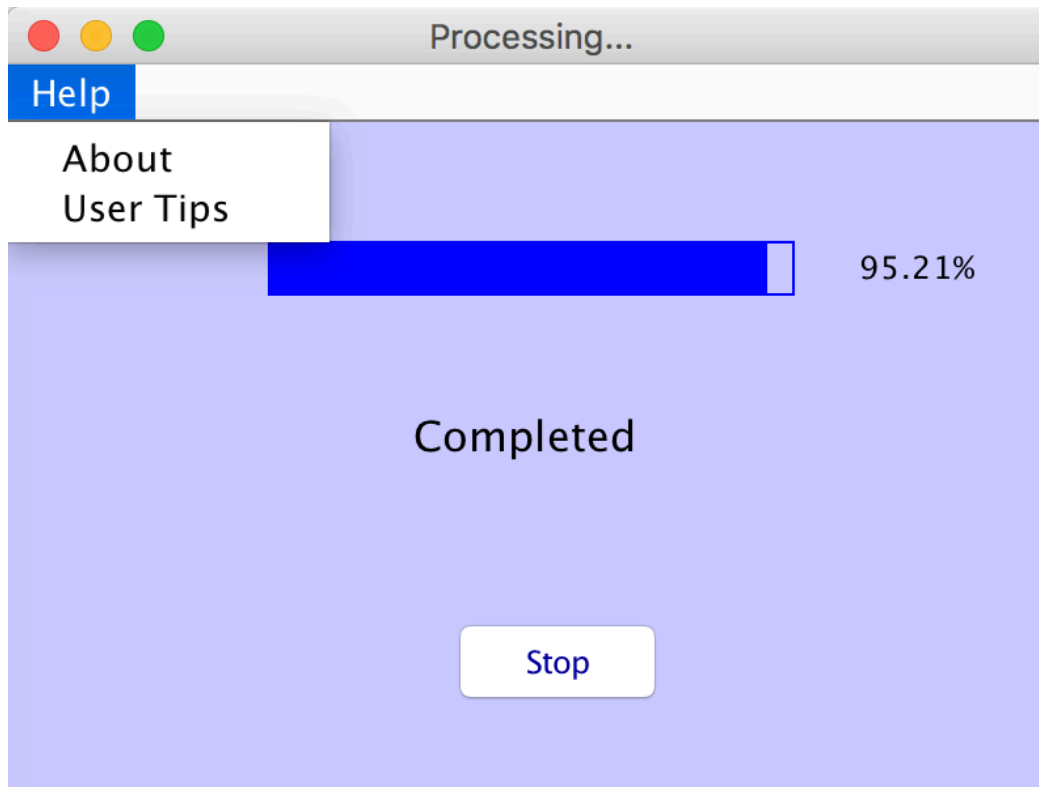 Processing...
Help
About
User Tips
95.21%
Completed
Stop